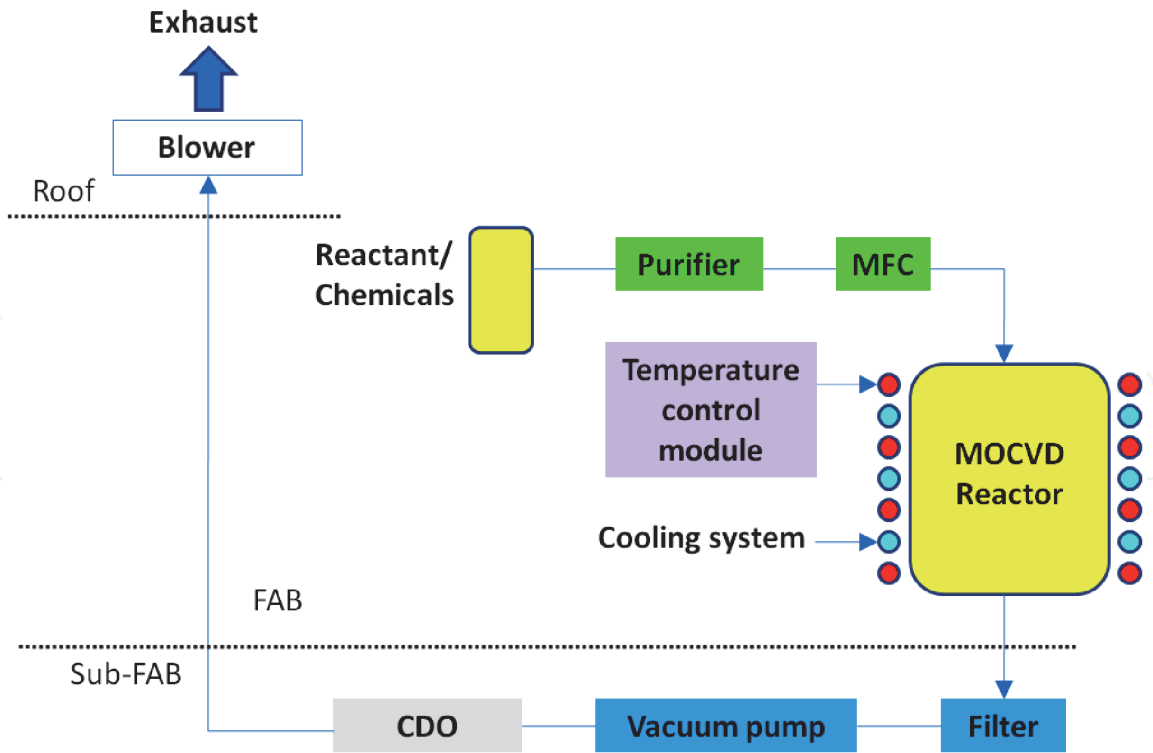 Exhaust
Blower
Roof
Reactant/
Chemicals
Purifier
MFC
Temperature
control
module
MOCVD
Reactor
Cooling system
FAB
Sub-FAB
CDO
Vacuum pump
Filter